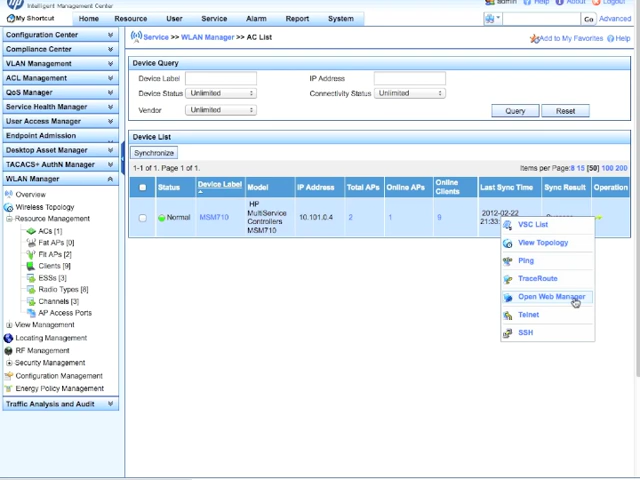 Intelligent Management Center
admin Help About Logout
My Shortcut Home Resource User Service Alarm Report System Go Advanced
Service >> WLAN Manager >> AC List
Add to My Favorites Help
Configuration Center
Compliance Center
VLAN Management
ACL Management
QoS Manager
Service Health Manager
User Access Manager
Endpoint Admission
Desktop Asset Manager
TACACS+ AuthN Manager
WLAN Manager
Overview
Wireless Topology
Resource Management
ACs [1]
Fat APs [0]
Fit APs [2]
Clients [9]
ESSs [3]
Radio Types [8]
Channels [3]
AP Access Ports
View Management
Locating Management
RF Management
Security Management
Configuration Management
Energy Policy Management
Traffic Analysis and Audit
Device Query
Device Label IP Address
Device Status Unlimited Connectivity Status Unlimited
Vendor Unlimited
Query Reset
Device List
Synchronize
1-1 of 1. Page 1 of 1. Items per Page:8 15 [50] 100 200
Status Device Label Model IP Address Total APs Online APs Online Clients Last Sync Time Sync Result Operation
Normal MSM710 HP MultiService Controllers MSM710 10.101.0.4 2 1 9 2012-02-22 21:33:
VSC List
View Topology
Ping
TraceRoute
Open Web Manager
Telnet
SSH